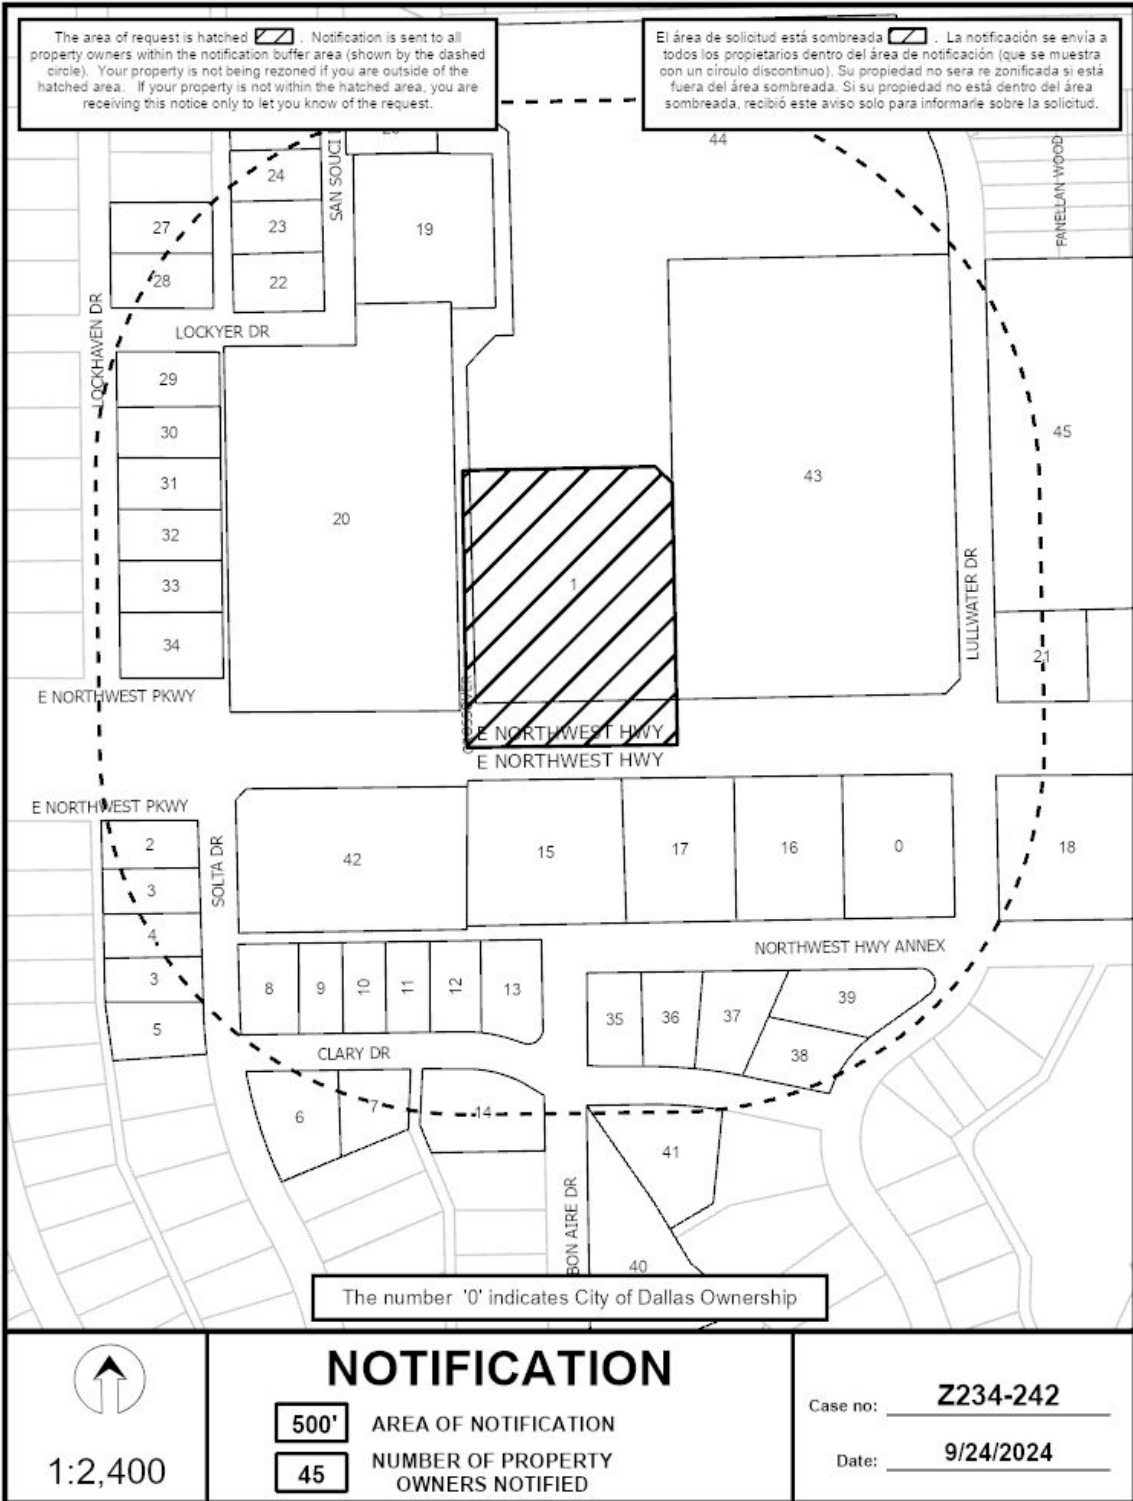 The area of request is hatched . Notification is sent to all
property owners within the notification buffer area (shown by the dashed
circle). Your property is not being rezoned if you are outside of the
hatched area. If your property is not within the hatched area, you are
receiving this notice only to let you know of the request.
El área de solicitud está sombreada . La notificación se envía a
todos los propietarios dentro del área de notificación (que se muestra
con un círculo discontinuo). Su propiedad no sera re zonificada si está
fuera del área sombreada. Si su propiedad no está dentro del área
sombreada, recibió este aviso solo para informarle sobre la solicitud.
44
FANELLAN WOOD
SAN SOUCI
24
27
23
19
28
22
LOCKHAVEN DR
LOCKYER DR
29
30
45
31
43
20
32
33
1
34
LULLWATER DR
21
E NORTHWEST PKWY
CROSSOVER
E NORTHWEST HWY
E NORTHWEST HWY
E NORTHWEST PKWY
2
SOLTA DR
42
15
17
16
0
18
3
4
NORTHWEST HWY ANNEX
3
8
9
10
11
12
13
39
5
35
36
37
38
CLARY DR
6
7
14
41
BON AIRE DR
40
The number '0' indicates City of Dallas Ownership
1:2,400
NOTIFICATION
500' AREA OF NOTIFICATION
45 NUMBER OF PROPERTY
OWNERS NOTIFIED
Case no: Z234-242
Date: 9/24/2024